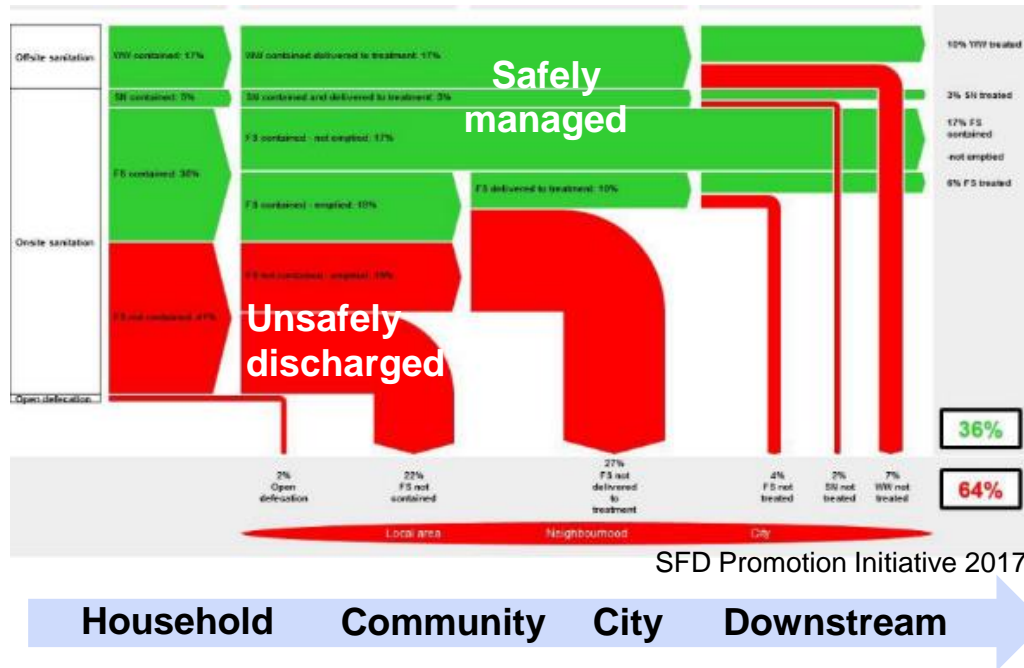 Offsite sanitation
WW contained: 17%
WW contained delivered to treatment: 17%
10% WW treated
Safely
managed
SN contained: 5%
SN contained and delivered to treatment: 5%
3% SN treated
FS contained - not emptied: 17%
17% FS
contained
-not emptied
FS contained:
FS delivered to treatment: 10%
6% FS treated
FS contained - emptied:
Onsite sanitation
FS not contained - emptied:
FS not contained: 41%
Unsafely
discharged
Open defecation
36%
64%
2%
Open
defecation
22%
FS not
contained
27%
FS not
delivered
to
treatment
4%
FS not
treated
2%
SN not
treated
7%
WW not
treated
Local area
Neighbourhood
City
SFD Promotion Initiative 2017
Household Community City Downstream